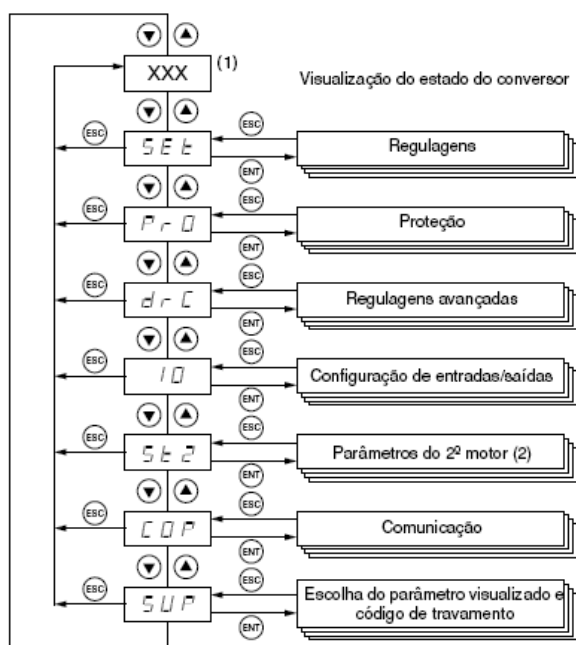 XXX
(1)
Visualização do estado do conversor
ESC
ESC
SEt
Regulagens
ENT
ESC
ESC
PrO
Proteção
ENT
ESC
ESC
drC
Regulagens avançadas
ENT
ESC
ESC
IO
Configuração de entradas/saídas
ENT
ESC
ESC
St2
Parâmetros do 2º motor (2)
ENT
ESC
ESC
COP
Comunicação
ENT
ESC
ESC
SUP
Escolha do parâmetro visualizado e
código de travamento
ENT